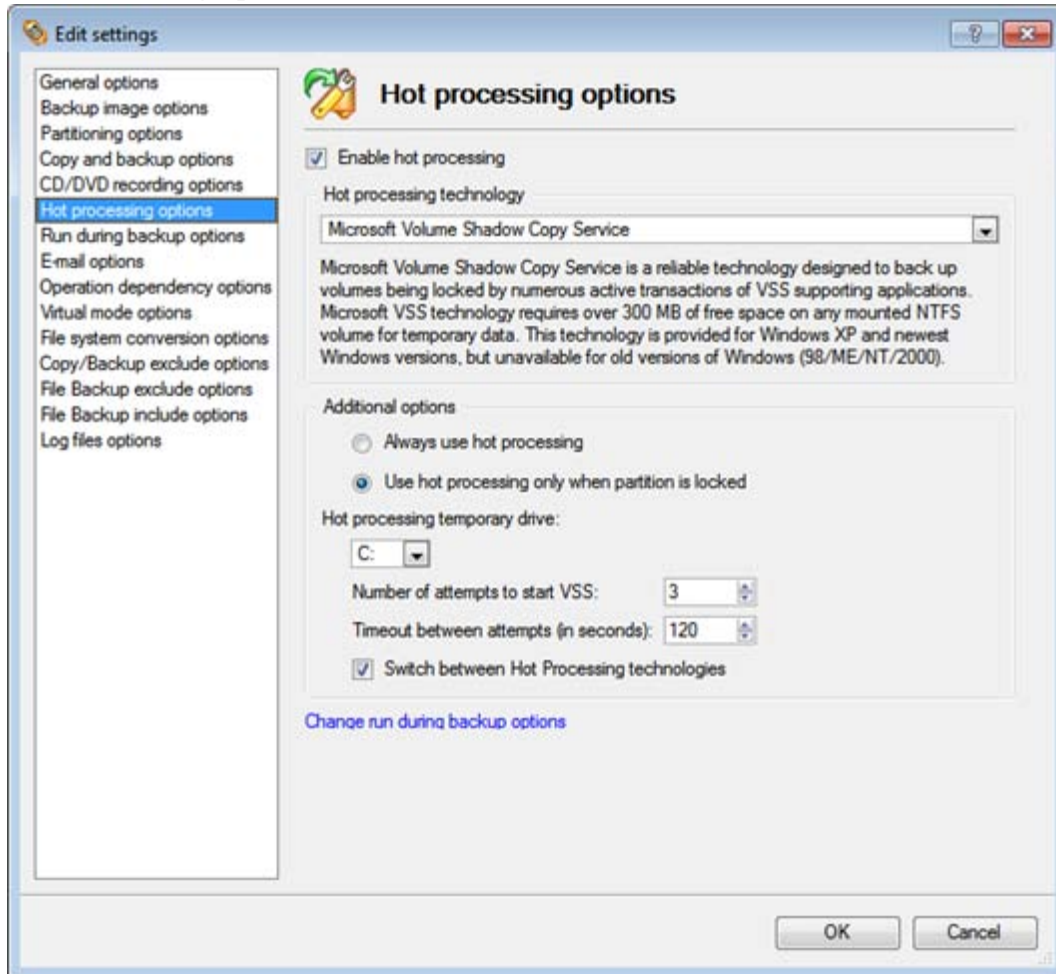 Edit settings
General options
Backup image options
Partitioning options
Copy and backup options
CD/DVD recording options
Hot processing options
Run during backup options
E-mail options
Operation dependency options
Virtual mode options
File system conversion options
Copy/Backup exclude options
File Backup exclude options
File Backup include options
Log files options
Hot processing options
Enable hot processing
Hot processing technology
Microsoft Volume Shadow Copy Service
Microsoft Volume Shadow Copy Service is a reliable technology designed to back up
volumes being locked by numerous active transactions of VSS supporting applications.
Microsoft VSS technology requires over 300 MB of free space on any mounted NTFS
volume for temporary data. This technology is provided for Windows XP and newest
Windows versions, but unavailable for old versions of Windows (98/ME/NT/2000).
Additional options
Always use hot processing
Use hot processing only when partition is locked
Hot processing temporary drive:
C:
Number of attempts to start VSS: 3
Timeout between attempts (in seconds): 120
Switch between Hot Processing technologies
Change run during backup options
OK Cancel